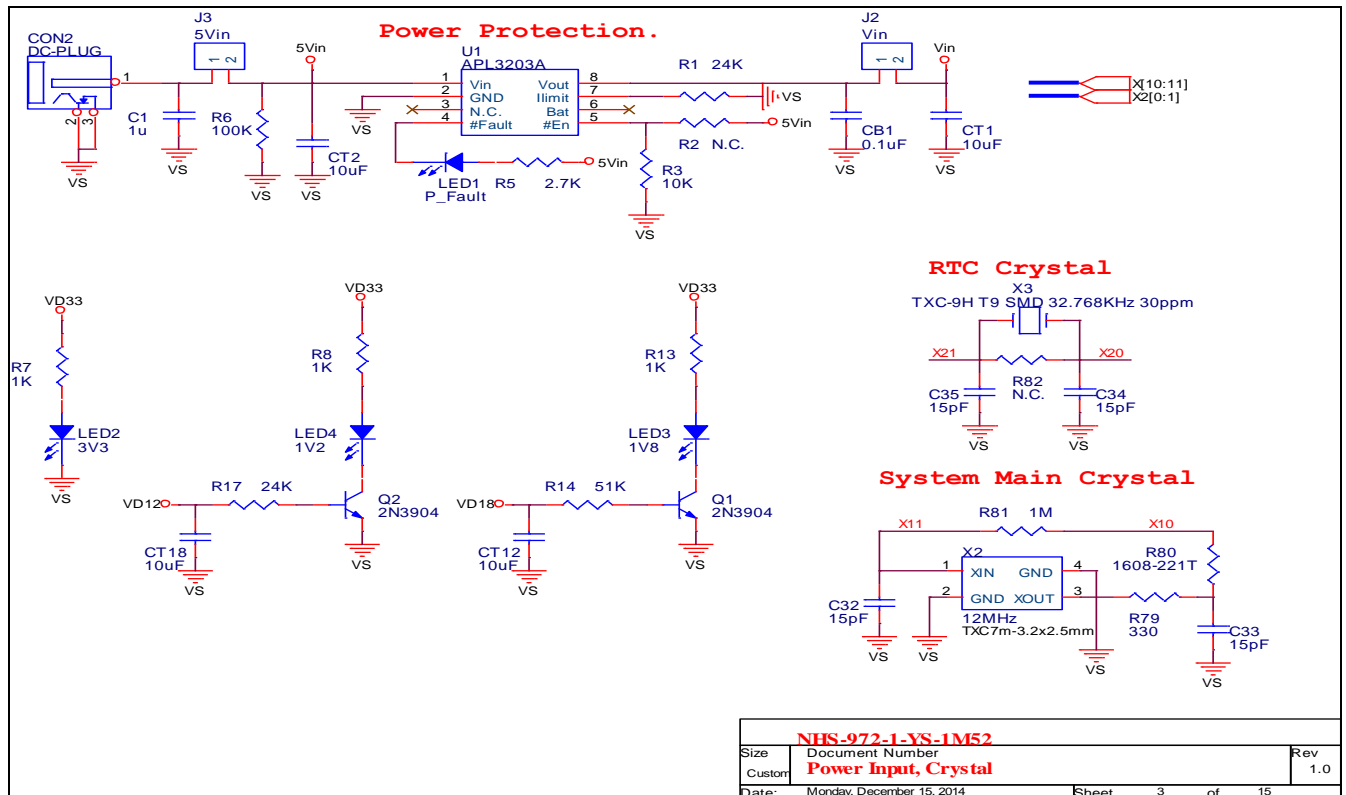 Power Protection.
CON2
DC-PLUG
1
2
3
VS
C1
1u
J3
5Vin
1
2
R6
100K
VS
VS
5Vin
CT2
10uF
VS
VS
U1
APL3203A
1
2
3
4
Vin
GND
N.C.
#Fault
Vout
Ilimit
Bat
#En
8
7
6
5
R1 24K
VS
5Vin
R2 N.C.
R3
10K
VS
LED1
P_Fault
R5 2.7K
5Vin
J2
Vin
1
2
Vin
CB1
0.1uF
VS
CT1
10uF
VS
X[10:11]
X2[0:1]
VD33
R7
1K
LED2
3V3
VS
VD33
R8
1K
LED4
1V2
VD12
R17 24K
Q2
2N3904
CT18
10uF
VS
VS
VD33
R13
1K
LED3
1V8
VD18
R14 51K
Q1
2N3904
CT12
10uF
VS
VS
RTC Crystal
X3
TXC-9H T9 SMD 32.768KHz 30ppm
X21
X20
R82
N.C.
C35
15pF
C34
15pF
VS
VS
System Main Crystal
X11
R81 1M
X10
R80
1608-221T
X2
1
2
XIN
GND
GND
XOUT
4
3
12MHz
TXC7m-3.2x2.5mm
R79
330
C32
15pF
C33
15pF
VS
VS
VS
VS
NHS-972-1-YS-1M52
Size
Custom
Document Number
Power Input, Crystal
Rev
1.0
Date: Monday, December 15, 2014
Sheet 3 of 15